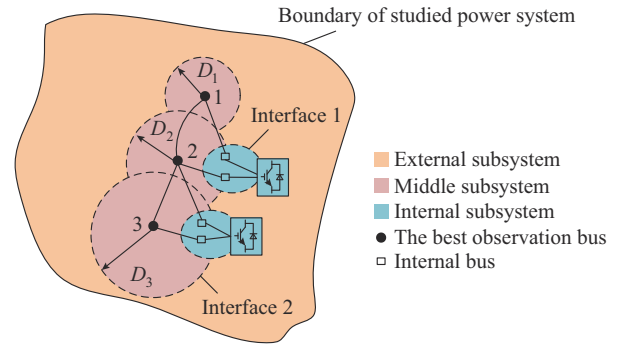 Boundary of studied power system
D1
1
Interface 1
D2
2
External subsystem
Middle subsystem
Internal subsystem
The best observation bus
Internal bus
3
D3
Interface 2